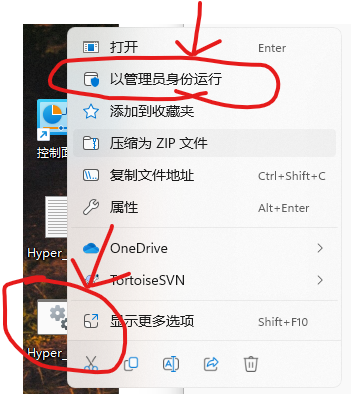 打开 Enter
以管理员身份运行
添加到收藏夹
控制面
压缩为 ZIP 文件
复制文件地址 Ctrl+Shift+C
属性 Alt+Enter
Hyper_
OneDrive
TortoiseSVN
显示更多选项 Shift+F10
Hyper_